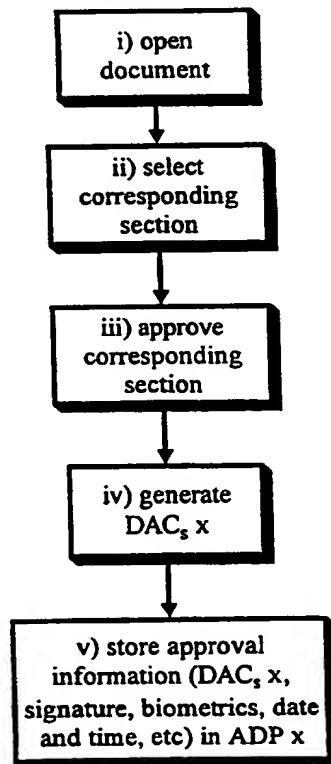 i) open
document
ii) select
corresponding
section
iii) approve
corresponding
section
iv) generate
DACₛ x
v) store approval
information (DACₛ x,
signature, biometrics, date
and time, etc) in ADP x